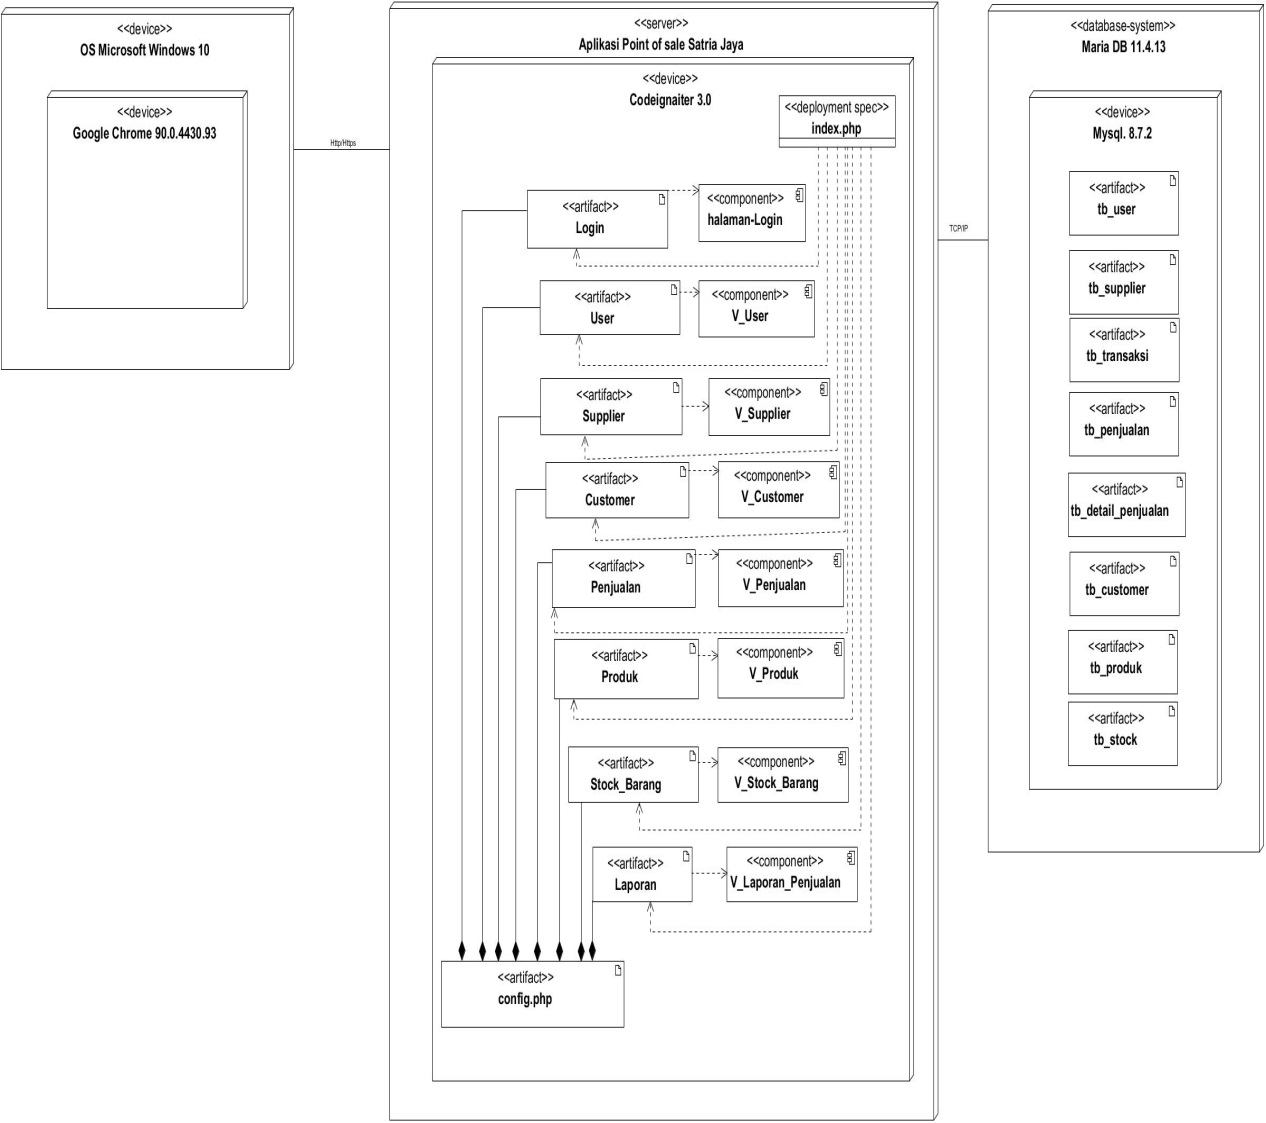 <<device>>
OS Microsoft Windows 10
<<device>>
Google Chrome 90.0.4430.93
Http/Https
<<server>>
Aplikasi Point of sale Satria Jaya
<<device>>
Codeignaiter 3.0
<<deployment spec>>
index.php
<<artifact>>
Login
<<component>>
halaman-Login
<<artifact>>
User
<<component>>
V_User
<<artifact>>
Supplier
<<component>>
V_Supplier
<<artifact>>
Customer
<<component>>
V_Customer
<<artifact>>
Penjualan
<<component>>
V_Penjualan
<<artifact>>
Produk
<<component>>
V_Produk
<<artifact>>
Stock_Barang
<<component>>
V_Stock_Barang
<<artifact>>
Laporan
<<component>>
V_Laporan_Penjualan
<<artifact>>
config.php
TCP/IP
<<database-system>>
Maria DB 11.4.13
<<device>>
Mysql. 8.7.2
<<artifact>>
tb_user
<<artifact>>
tb_supplier
<<artifact>>
tb_transaksi
<<artifact>>
tb_penjualan
<<artifact>>
tb_detail_penjualan
<<artifact>>
tb_customer
<<artifact>>
tb_produk
<<artifact>>
tb_stock